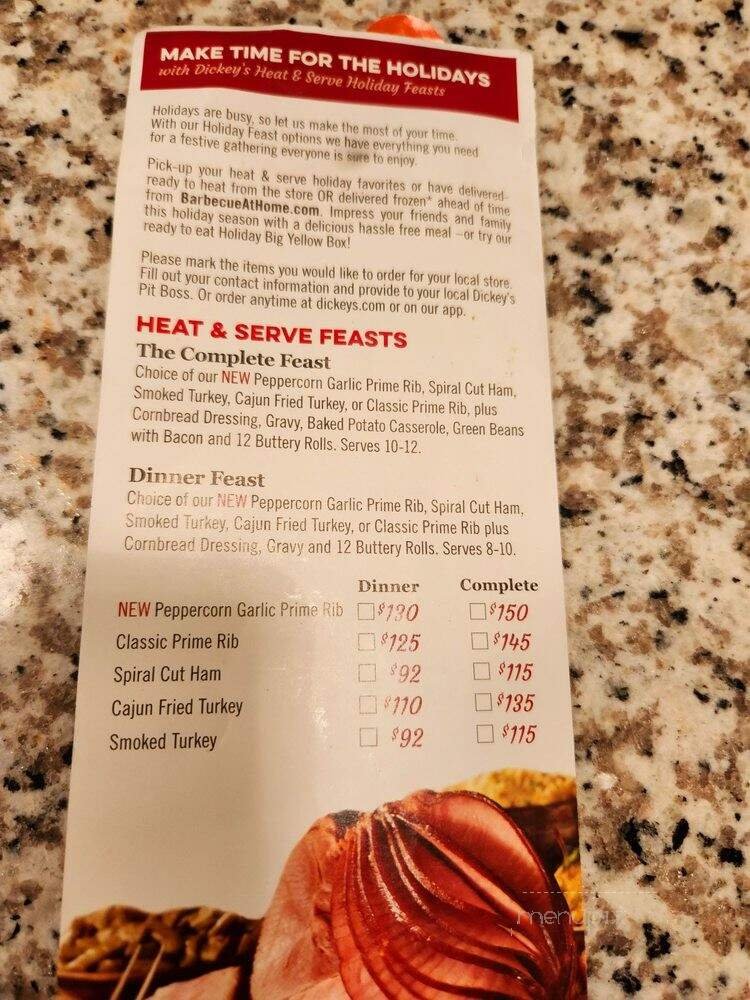 MAKE TIME FOR THE HOLIDAYS
with Dickey's Heat & Serve Holiday Feasts
Holidays are busy, so let us make the most of your time.
With our Holiday Feast options we have everything you need
for a festive gathering everyone is sure to enjoy.
Pick-up your heat & serve holiday favorites or have delivered
ready to heat from the store OR delivered frozen* ahead of time
from BarbecueAtHome.com. Impress your friends and family
this holiday season with a delicious hassle free meal –or try our
ready to eat Holiday Big Yellow Box!
Please mark the items you would like to order for your local store.
Fill out your contact information and provide to your local Dickey's
Pit Boss. Or order anytime at dickeys.com or on our app.
HEAT & SERVE FEASTS
The Complete Feast
Choice of our NEW Peppercorn Garlic Prime Rib, Spiral Cut Ham,
Smoked Turkey, Cajun Fried Turkey, or Classic Prime Rib, plus
Cornbread Dressing, Gravy, Baked Potato Casserole, Green Beans
with Bacon and 12 Buttery Rolls. Serves 10-12.
Dinner Feast
Choice of our NEW Peppercorn Garlic Prime Rib, Spiral Cut Ham,
Smoked Turkey, Cajun Fried Turkey, or Classic Prime Rib plus
Cornbread Dressing, Gravy and 12 Buttery Rolls. Serves 8-10.
Dinner Complete
NEW Peppercorn Garlic Prime Rib $130 $150
Classic Prime Rib $125 $145
Spiral Cut Ham $92 $115
Cajun Fried Turkey $110 $135
Smoked Turkey $92 $115